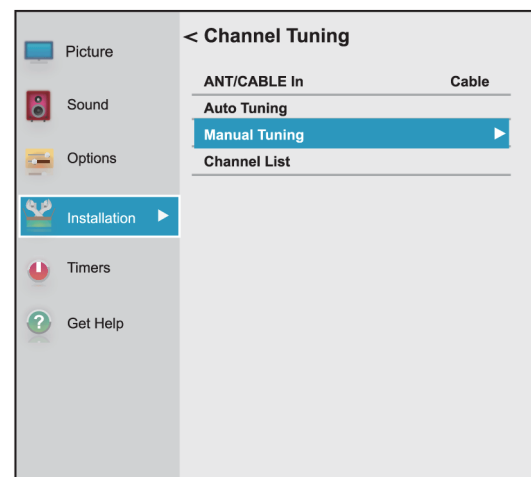 Picture
Sound
Options
Installation
Timers
Get Help
< Channel Tuning
ANT/CABLE In Cable
Auto Tuning
Manual Tuning
Channel List